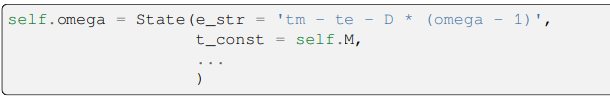 self.omega = State(e_str = 'tm - te - D * (omega - 1)',
t_const = self.M,
...
)